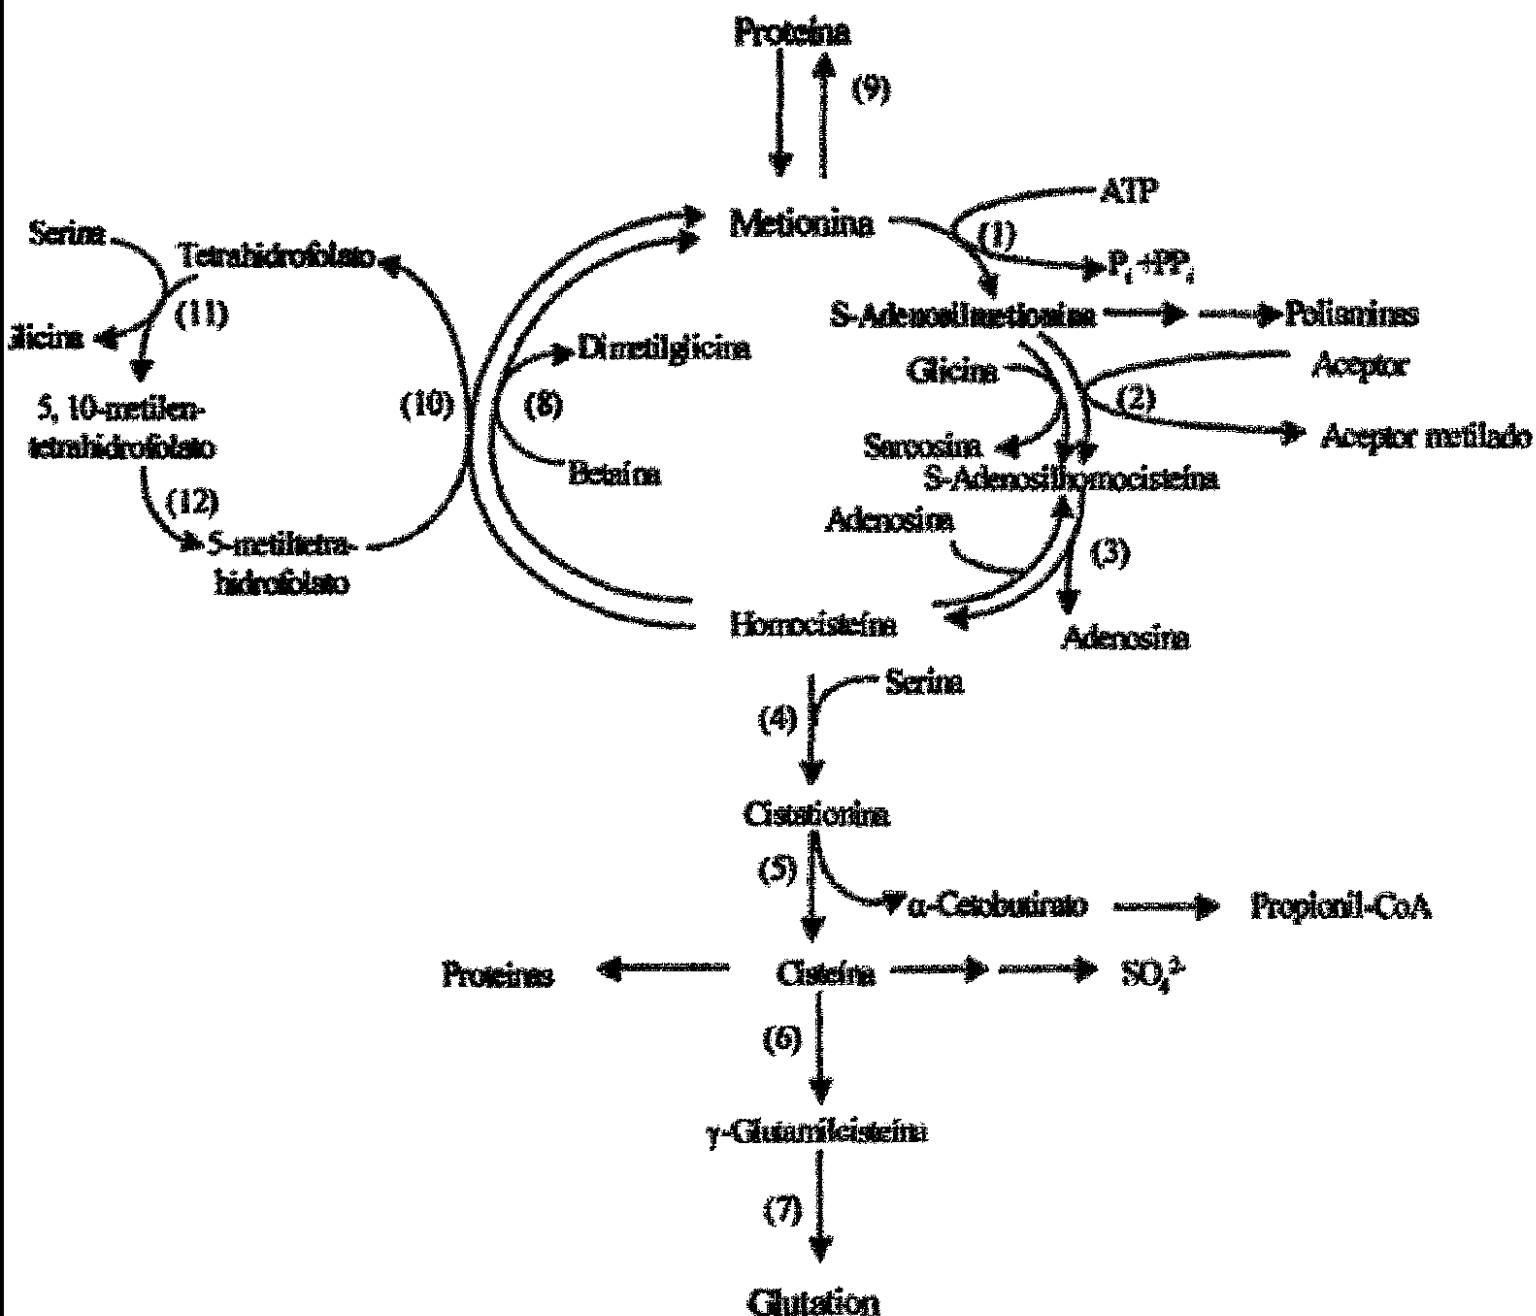 Proteína
(9)
Metionina
ATP
(1)
Pi +PPi
Serina
Tetrahidrofolato
(11)
licina
S-Adenosilmetionina
Poliaminas
Dimetilglicina
Glicina
Aceptor
5, 10-metilen-
tetrahidrofolato
(10)
(8)
(2)
Aceptor metilado
Sarcosina
Betaína
S-Adenosilhomocisteína
(12)
Adenosina
5-metiltetra-
hidrofolato
(3)
Homocisteína
Adenosina
Serina
(4)
Cistationina
(5)
α-Cetobutirato
Propionil-CoA
Proteinas
Cisteína
SO₄²⁻
(6)
γ-Glutamilcisteína
(7)
Glutation